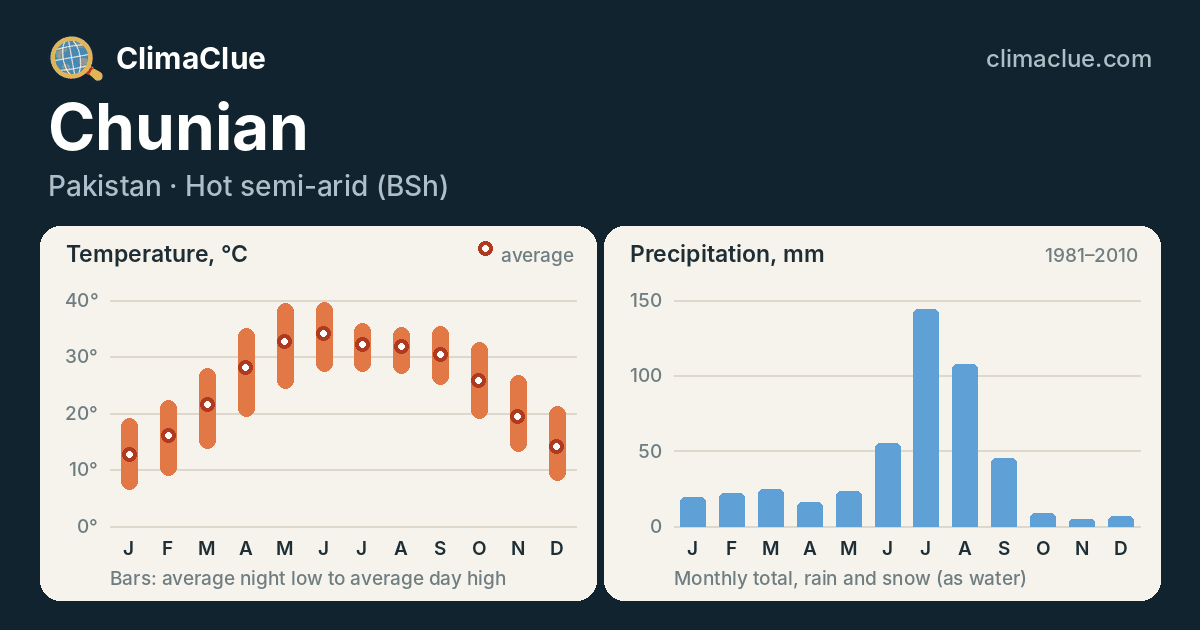 ClimaClue
climaclue.com
Chunian
Pakistan · Hot semi-arid (BSh)
Temperature, °C
average
40°
30°
20°
10°
0°
J F M A M J J A S O N D
Bars: average night low to average day high
Precipitation, mm
1981–2010
150
100
50
0
J F M A M J J A S O N D
Monthly total, rain and snow (as water)